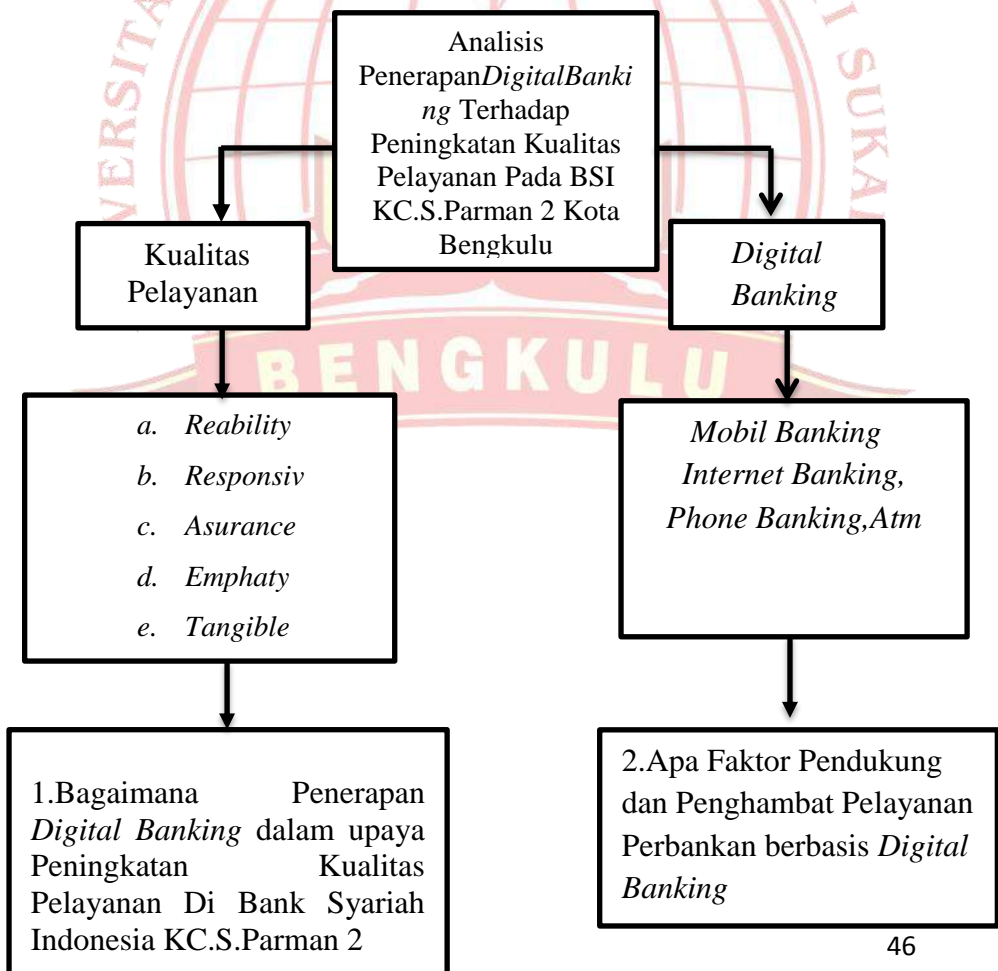 Analisis
PenerapanDigitalBanki
ng Terhadap
Peningkatan Kualitas
Pelayanan Pada BSI
KC.S.Parman 2 Kota
Bengkulu
Kualitas
Pelayanan
Digital
Banking
BENGKULU
a. Reability
b. Responsiv
c. Asurance
d. Emphaty
e. Tangible
Mobil Banking
Internet Banking,
Phone Banking,Atm
1.Bagaimana Penerapan
Digital Banking dalam upaya
Peningkatan Kualitas
Pelayanan Di Bank Syariah
Indonesia KC.S.Parman 2
2.Apa Faktor Pendukung
dan Penghambat Pelayanan
Perbankan berbasis Digital
Banking
46